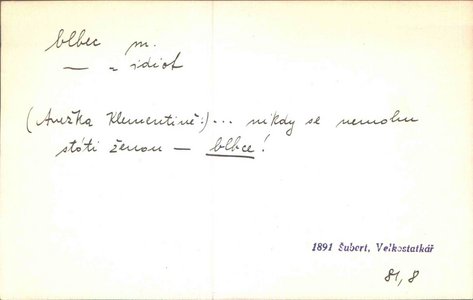 blbec m.
— = idiot
(Anežka Klementině:)... nikdy se nemohu
státi ženou — blbce!
1891 Šubert, Velkostatkář
81,8